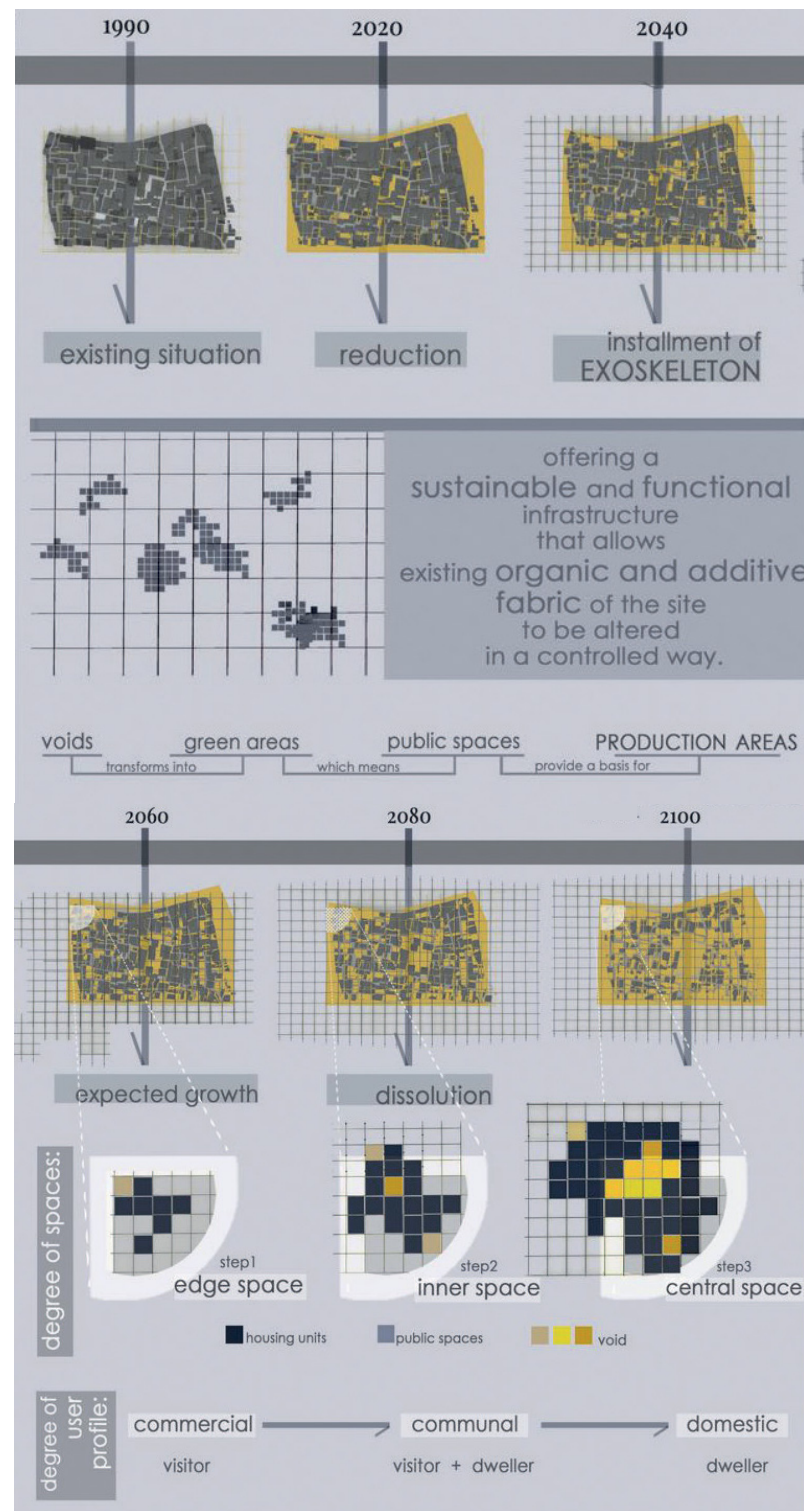 1990 2020 2040
existing situation
reduction
installment of
EXOSKELETON
offering a
sustainable and functional
infrastructure
that allows
existing organic and additive
fabric of the site
to be altered
in a controlled way.
voids green areas public spaces PRODUCTION AREAS
transforms into which means provide a basis for
2060 2080 2100
expected growth dissolution
degree of spaces:
step1
edge space
step2
inner space
step3
central space
housing units public spaces void
degree of
user
profile:
commercial communal domestic
visitor visitor + dweller dweller